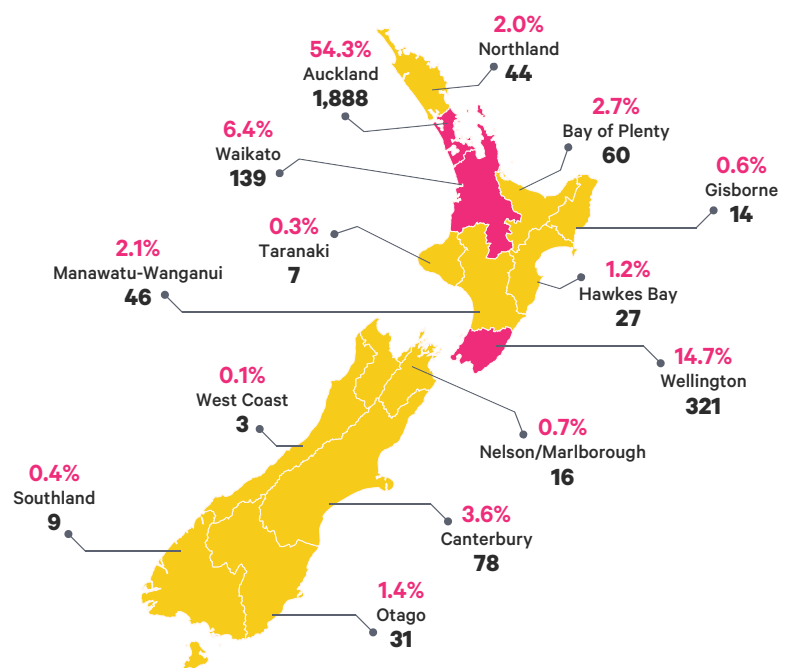 2.0%
Northland
44
54.3%
Auckland
1,888
2.7%
Bay of Plenty
60
6.4%
Waikato
139
0.6%
Gisborne
14
0.3%
Taranaki
7
2.1%
Manawatu-Wanganui
46
1.2%
Hawkes Bay
27
14.7%
Wellington
321
0.1%
West Coast
3
0.7%
Nelson/Marlborough
16
0.4%
Southland
9
3.6%
Canterbury
78
1.4%
Otago
31